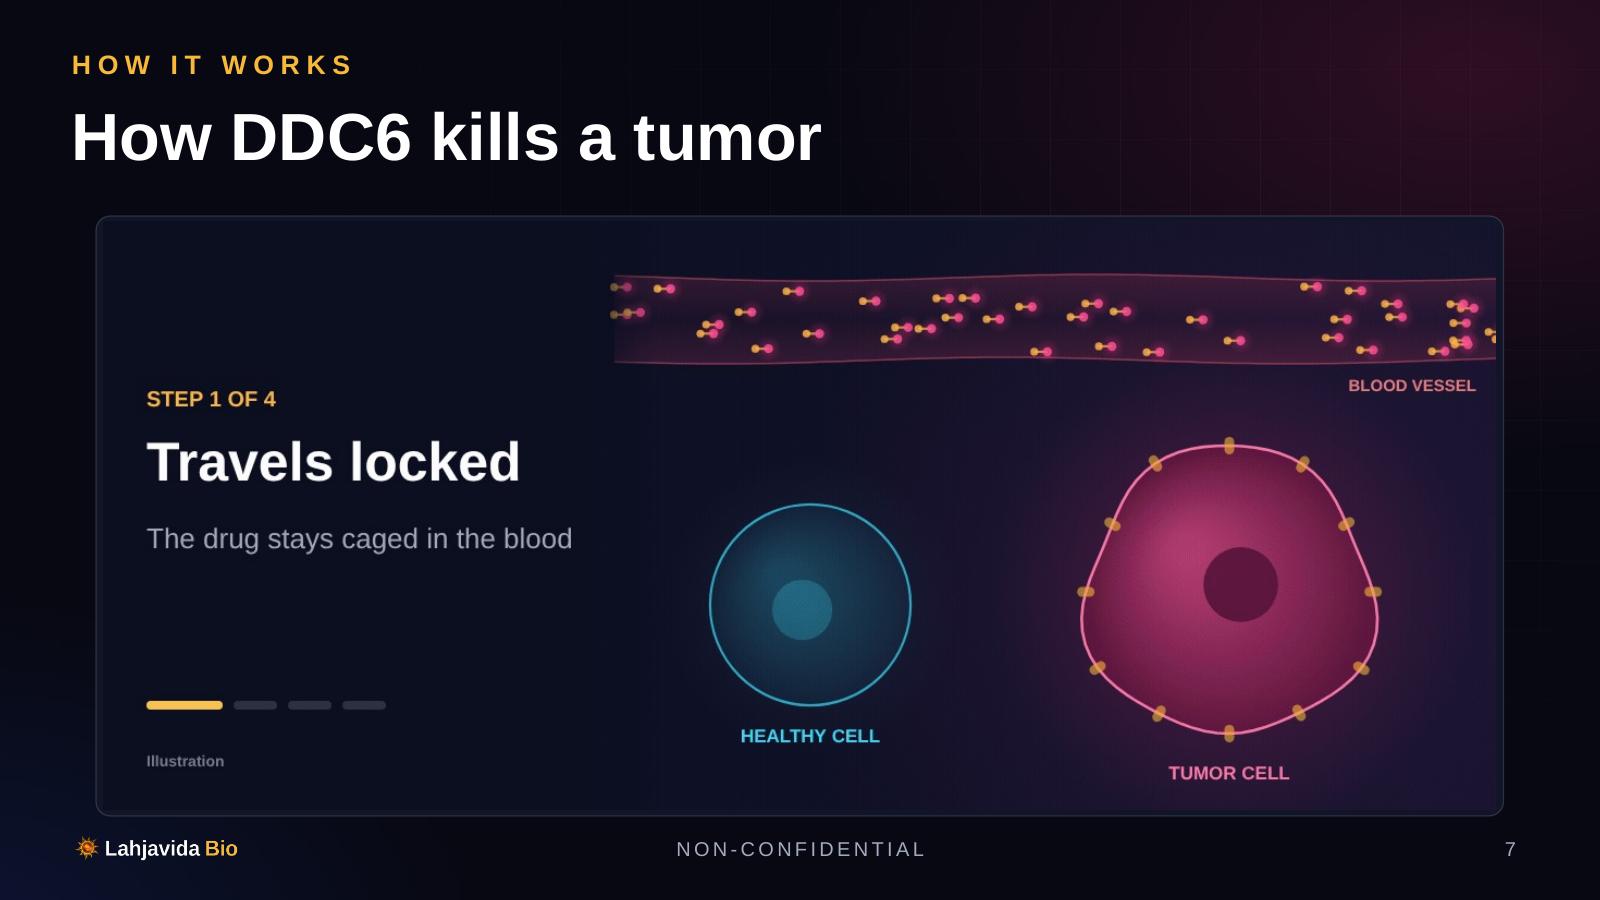 HOW IT WORKS
How DDC6 kills a tumor
BLOOD VESSEL
STEP 1 OF 4
Travels locked
The drug stays caged in the blood
HEALTHY CELL
TUMOR CELL
Illustration
Lahjavida Bio
NON-CONFIDENTIAL
7